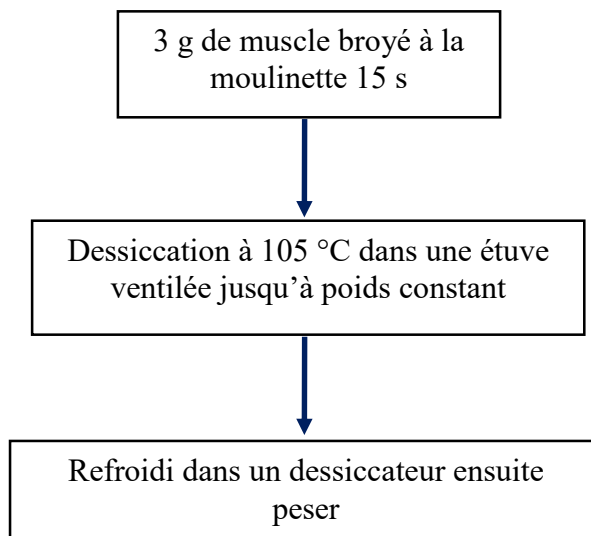 3 g de muscle broyé à la
moulinette 15 s
Dessiccation à 105 °C dans une étuve
ventilée jusqu’à poids constant
Refroidi dans un dessiccateur ensuite
peser